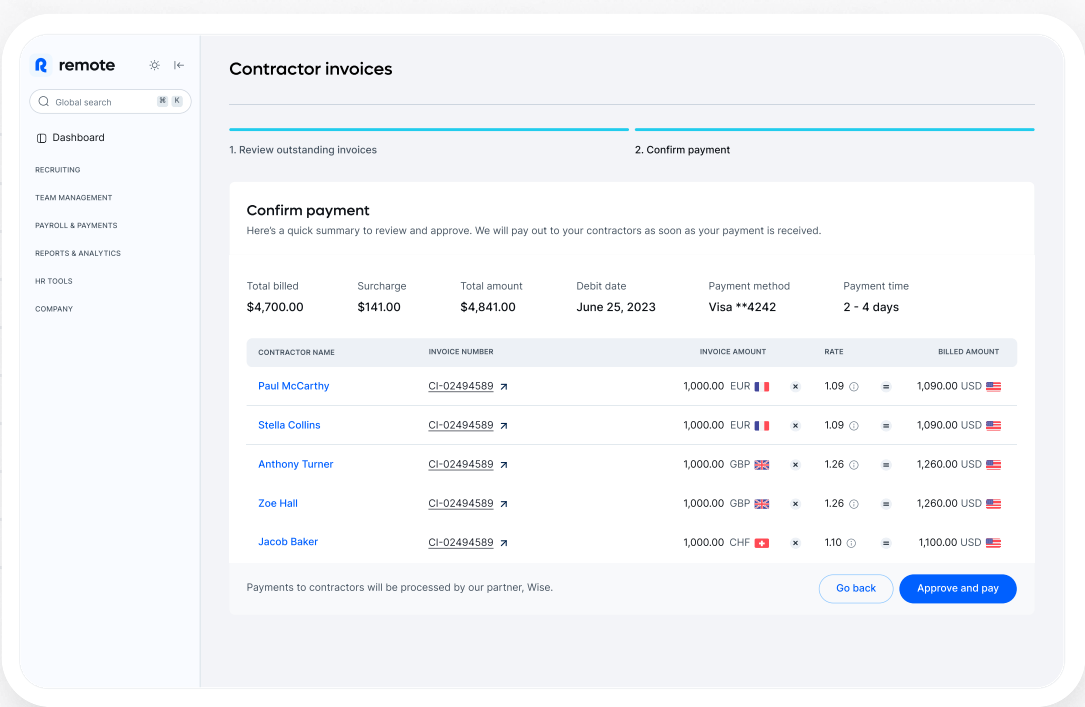 remote
Global search ⌘ K
Dashboard
RECRUITING
TEAM MANAGEMENT
PAYROLL & PAYMENTS
REPORTS & ANALYTICS
HR TOOLS
COMPANY
Contractor invoices
1. Review outstanding invoices 2. Confirm payment
Confirm payment
Here's a quick summary to review and approve. We will pay out to your contractors as soon as your payment is received.
Total billed Surcharge Total amount Debit date Payment method Payment time
$4,700.00 $141.00 $4,841.00 June 25, 2023 Visa **4242 2 - 4 days
CONTRACTOR NAME INVOICE NUMBER INVOICE AMOUNT RATE BILLED AMOUNT
Paul McCarthy CI-02494589 1,000.00 EUR × 1.09 = 1,090.00 USD
Stella Collins CI-02494589 1,000.00 EUR × 1.09 = 1,090.00 USD
Anthony Turner CI-02494589 1,000.00 GBP × 1.26 = 1,260.00 USD
Zoe Hall CI-02494589 1,000.00 GBP × 1.26 = 1,260.00 USD
Jacob Baker CI-02494589 1,000.00 CHF × 1.10 = 1,100.00 USD
Payments to contractors will be processed by our partner, Wise.
Go back Approve and pay